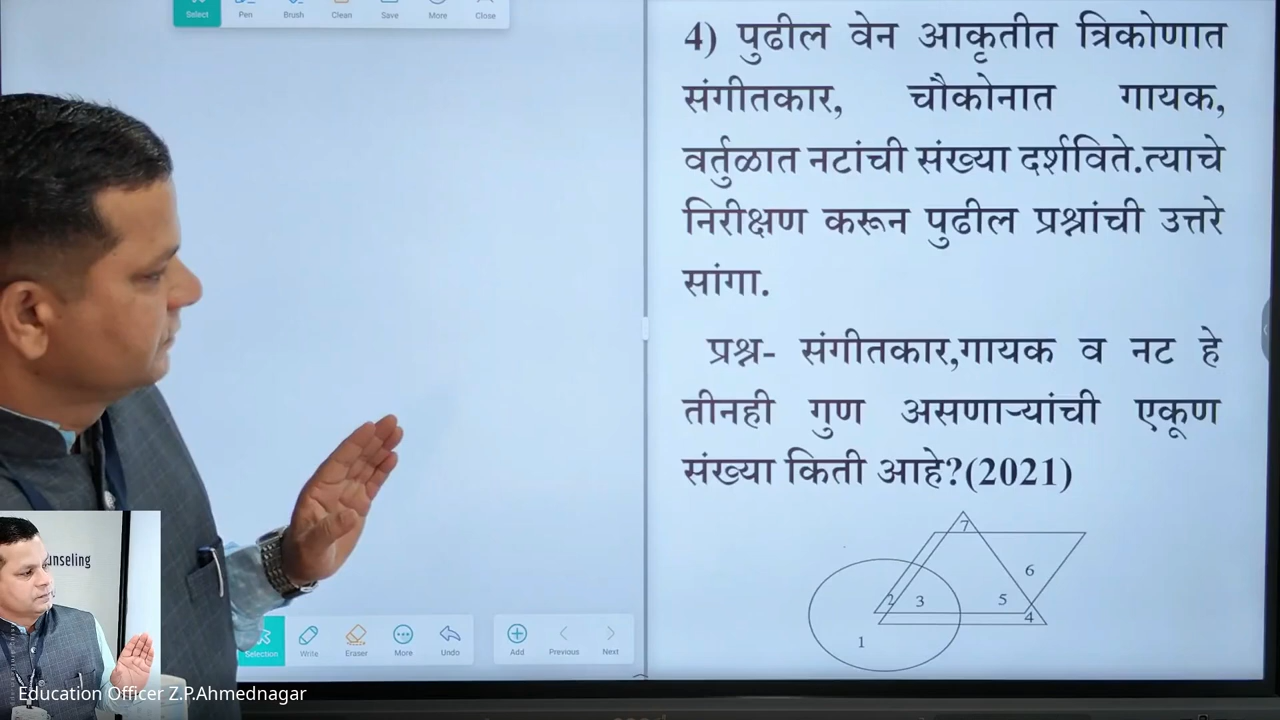 Select Pen Brush Clean Save More Close
4) पुढील वेन आकृतीत त्रिकोणात
संगीतकार, चौकोनात गायक,
वर्तुळात नटांची संख्या दर्शविते.त्याचे
निरीक्षण करून पुढील प्रश्नांची उत्तरे
सांगा.
प्रश्न- संगीतकार,गायक व नट हे
तीनही गुण असणाऱ्यांची एकूण
संख्या किती आहे?(2021)
7
6
2 3 5
4
1
Selection Write Eraser More Undo Add Previous Next
unseling
Education Officer Z.P.Ahmednagar